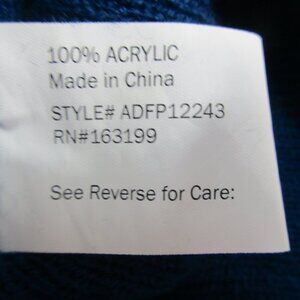 100% ACRYLIC
Made in China
STYLE# ADFP12243
RN#163199
See Reverse for Care: